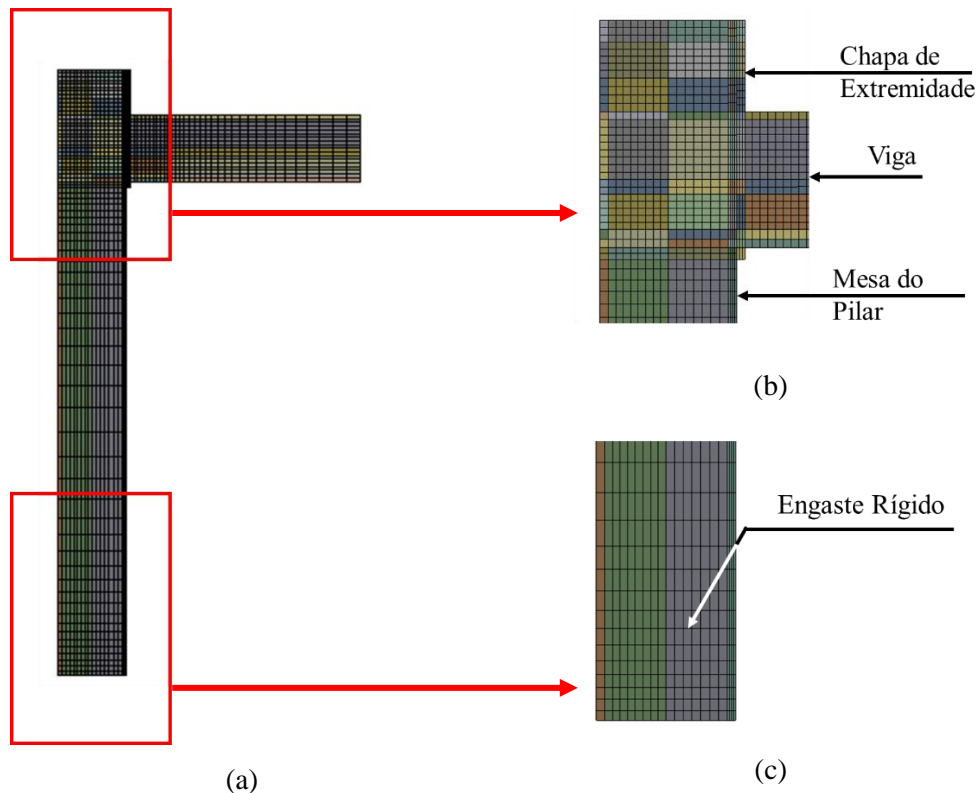 Chapa de
Extremidade
Viga
Mesa do
Pilar
(b)
Engaste Rígido
(a)
(c)